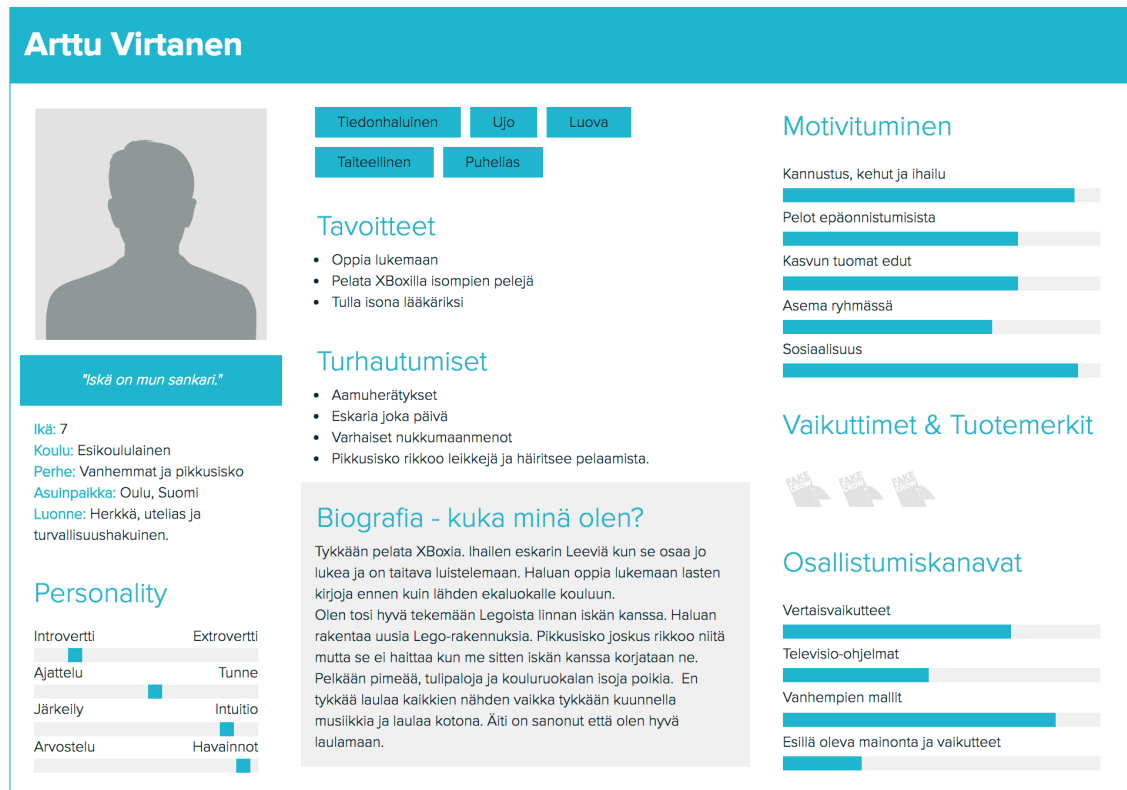 Arttu Virtanen
"Iskä on mun sankari."
Ikä: 7
Koulu: Esikoululainen
Perhe: Vanhemmat ja pikkusisko
Asuinpaikka: Oulu, Suomi
Luonne: Herkkä, utelias ja
turvallisuushakuinen.
Personality
Introvertti Extrovertti
Ajattelu Tunne
Järkeily Intuitio
Arvostelu Havainnot
Tiedonhaluinen Ujo Luova
Taiteellinen Puhelias
Tavoitteet
• Oppia lukemaan
• Pelata XBoxilla isompien pelejä
• Tulla isona lääkäriksi
Turhautumiset
• Aamuherätykset
• Eskaria joka päivä
• Varhaiset nukkumaanmenot
• Pikkusisko rikkoo leikkejä ja häiritsee pelaamista.
Biografia - kuka minä olen?
Tykkään pelata XBoxia. Ihailen eskarin Leeviä kun se osaa jo
lukea ja on taitava luistelemaan. Haluan oppia lukemaan lasten
kirjoja ennen kuin lähden ekaluokalle kouluun.
Olen tosi hyvä tekemään Legoista linnan iskän kanssa. Haluan
rakentaa uusia Lego-rakennuksia. Pikkusisko joskus rikkoo niitä
mutta se ei haittaa kun me sitten iskän kanssa korjataan ne.
Pelkään pimeää, tulipaloja ja kouluruokalan isoja poikia. En
tykkää laulaa kaikkien nähden vaikka tykkään kuunnella
musiikkia ja laulaa kotona. Äiti on sanonut että olen hyvä
laulamaan.
Motivituminen
Kannustus, kehut ja ihailu
Pelot epäonnistumisista
Kasvun tuomat edut
Asema ryhmässä
Sosiaalisuus
Vaikuttimet & Tuotemerkit
FAKE CROW
FAKE CROW
FAKE CROW
Osallistumiskanavat
Vertaisvaikutteet
Televisio-ohjelmat
Vanhempien mallit
Esillä oleva mainonta ja vaikutteet